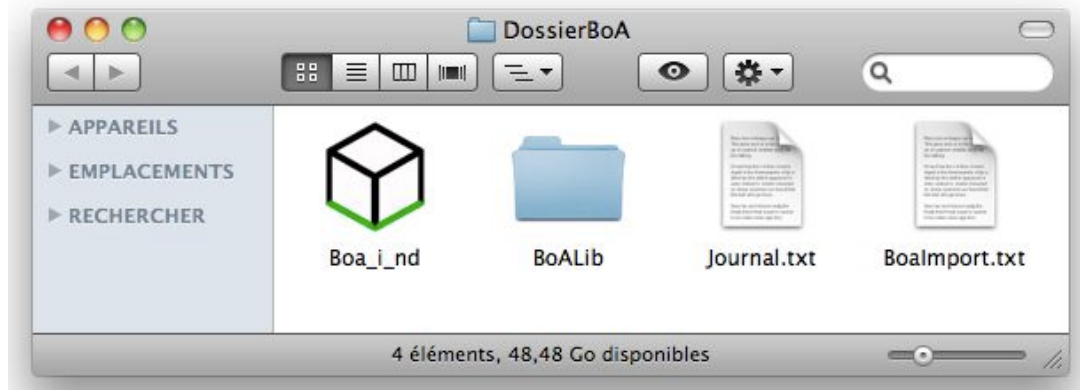 DossierBoA
APPAREILS
EMPLACEMENTS
RECHERCHER
Boa_i_nd
BoALib
Journal.txt
BoaImport.txt
4 éléments, 48,48 Go disponibles